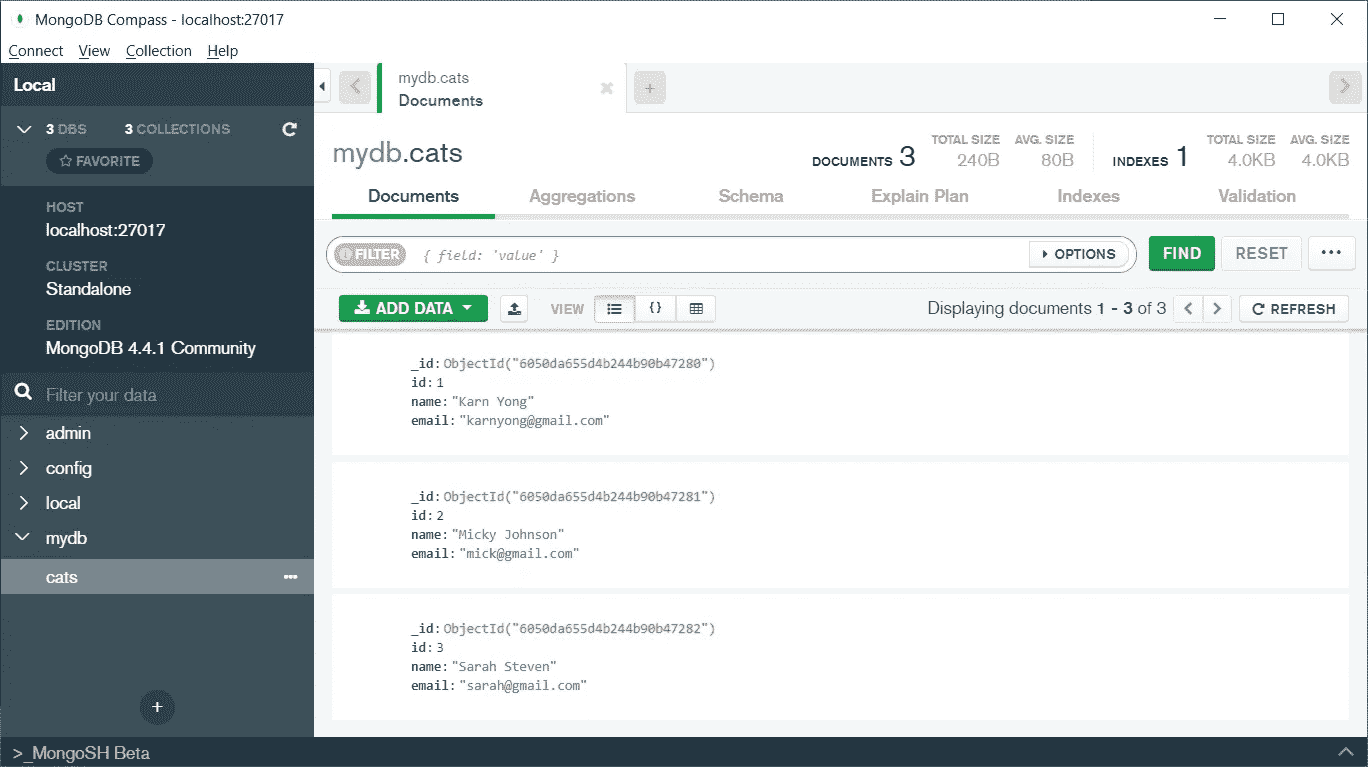 MongoDB Compass - localhost:27017
Connect View Collection Help
Local
3 DBS 3 COLLECTIONS
FAVORITE
HOST
localhost:27017
CLUSTER
Standalone
EDITION
MongoDB 4.4.1 Community
Filter your data
admin
config
local
mydb
cats
>_MongoSH Beta
mydb.cats
Documents
mydb.cats
DOCUMENTS 3 TOTAL SIZE 240B AVG. SIZE 80B INDEXES 1 TOTAL SIZE 4.0KB AVG. SIZE 4.0KB
Documents Aggregations Schema Explain Plan Indexes Validation
FILTER { field: 'value' } OPTIONS FIND RESET
ADD DATA VIEW {} Displaying documents 1 - 3 of 3 REFRESH
_id: ObjectId("6050da655d4b244b90b47280")
id: 1
name: "Karn Yong"
email: "karnyong@gmail.com"
_id: ObjectId("6050da655d4b244b90b47281")
id: 2
name: "Micky Johnson"
email: "mick@gmail.com"
_id: ObjectId("6050da655d4b244b90b47282")
id: 3
name: "Sarah Steven"
email: "sarah@gmail.com"